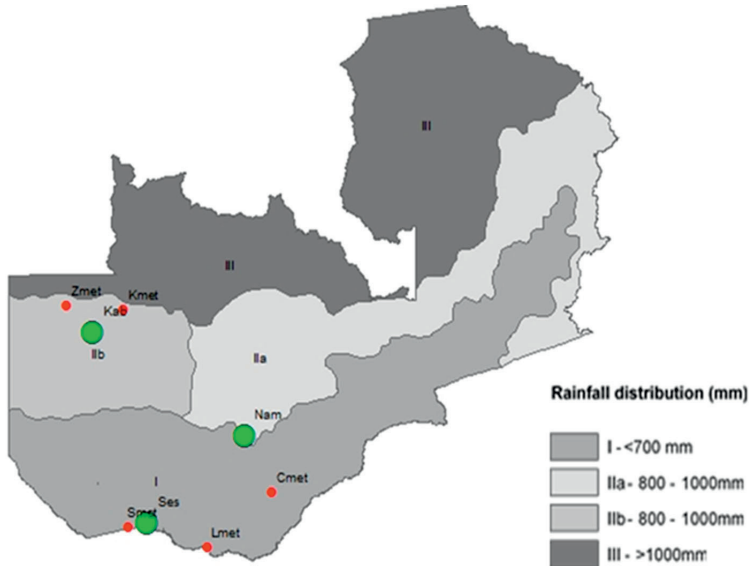 III
III
Zmet
Kmet
Kab
IIb
IIa
Nam
Cmet
I
Ses
Smet
Lmet
Rainfall distribution (mm)
I - <700 mm
IIa - 800 - 1000mm
IIb - 800 - 1000mm
III - >1000mm